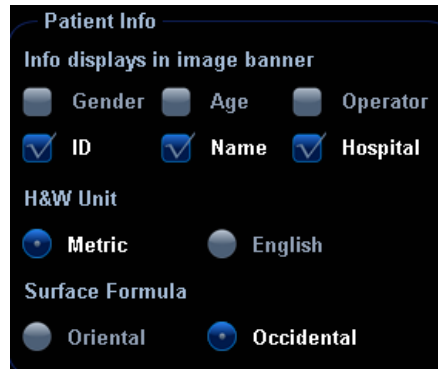 Patient Info
Info displays in image banner
Gender Age Operator
ID Name Hospital
H&W Unit
Metric English
Surface Formula
Oriental Occidental